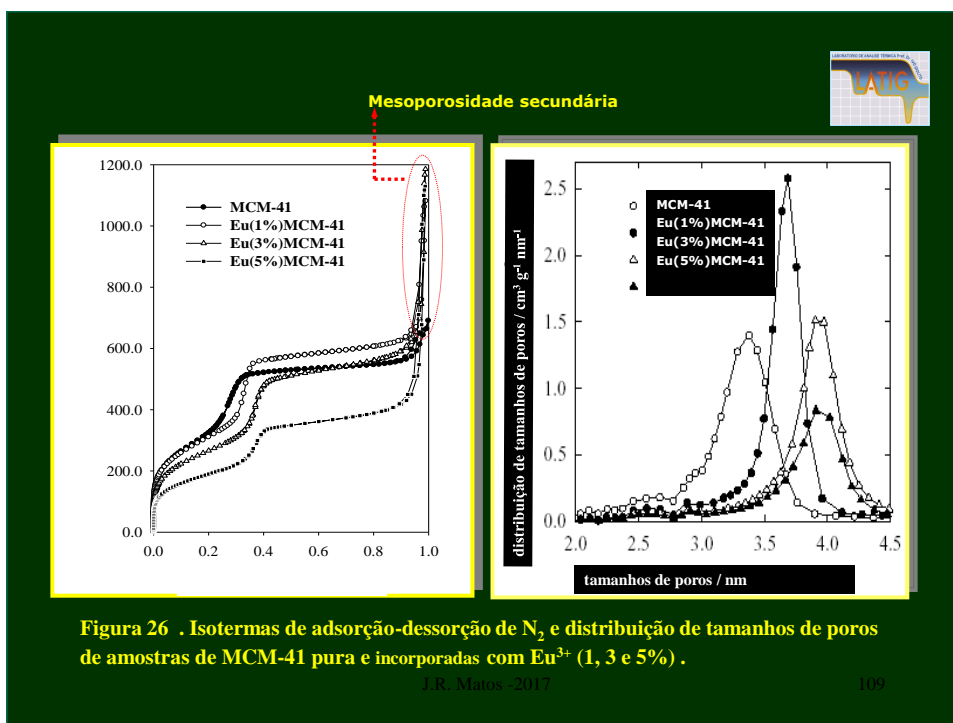 LATIG
Mesoporosidade secundária
1200.0
1000.0
800.0
600.0
400.0
200.0
0.0
0.0 0.2 0.4 0.6 0.8 1.0
MCM-41
Eu(1%)MCM-41
Eu(3%)MCM-41
Eu(5%)MCM-41
distribuição de tamanhos de poros / cm³ g⁻¹ nm⁻¹
2.5
2.0
1.5
1.0
0.5
0.0
2.0 2.5 3.0 3.5 4.0 4.5
MCM-41
Eu(1%)MCM-41
Eu(3%)MCM-41
Eu(5%)MCM-41
tamanhos de poros / nm
Figura 26 . Isotermas de adsorção-dessorção de N₂ e distribuição de tamanhos de poros
de amostras de MCM-41 pura e incorporadas com Eu³⁺ (1, 3 e 5%) .
J.R. Matos -2017
109